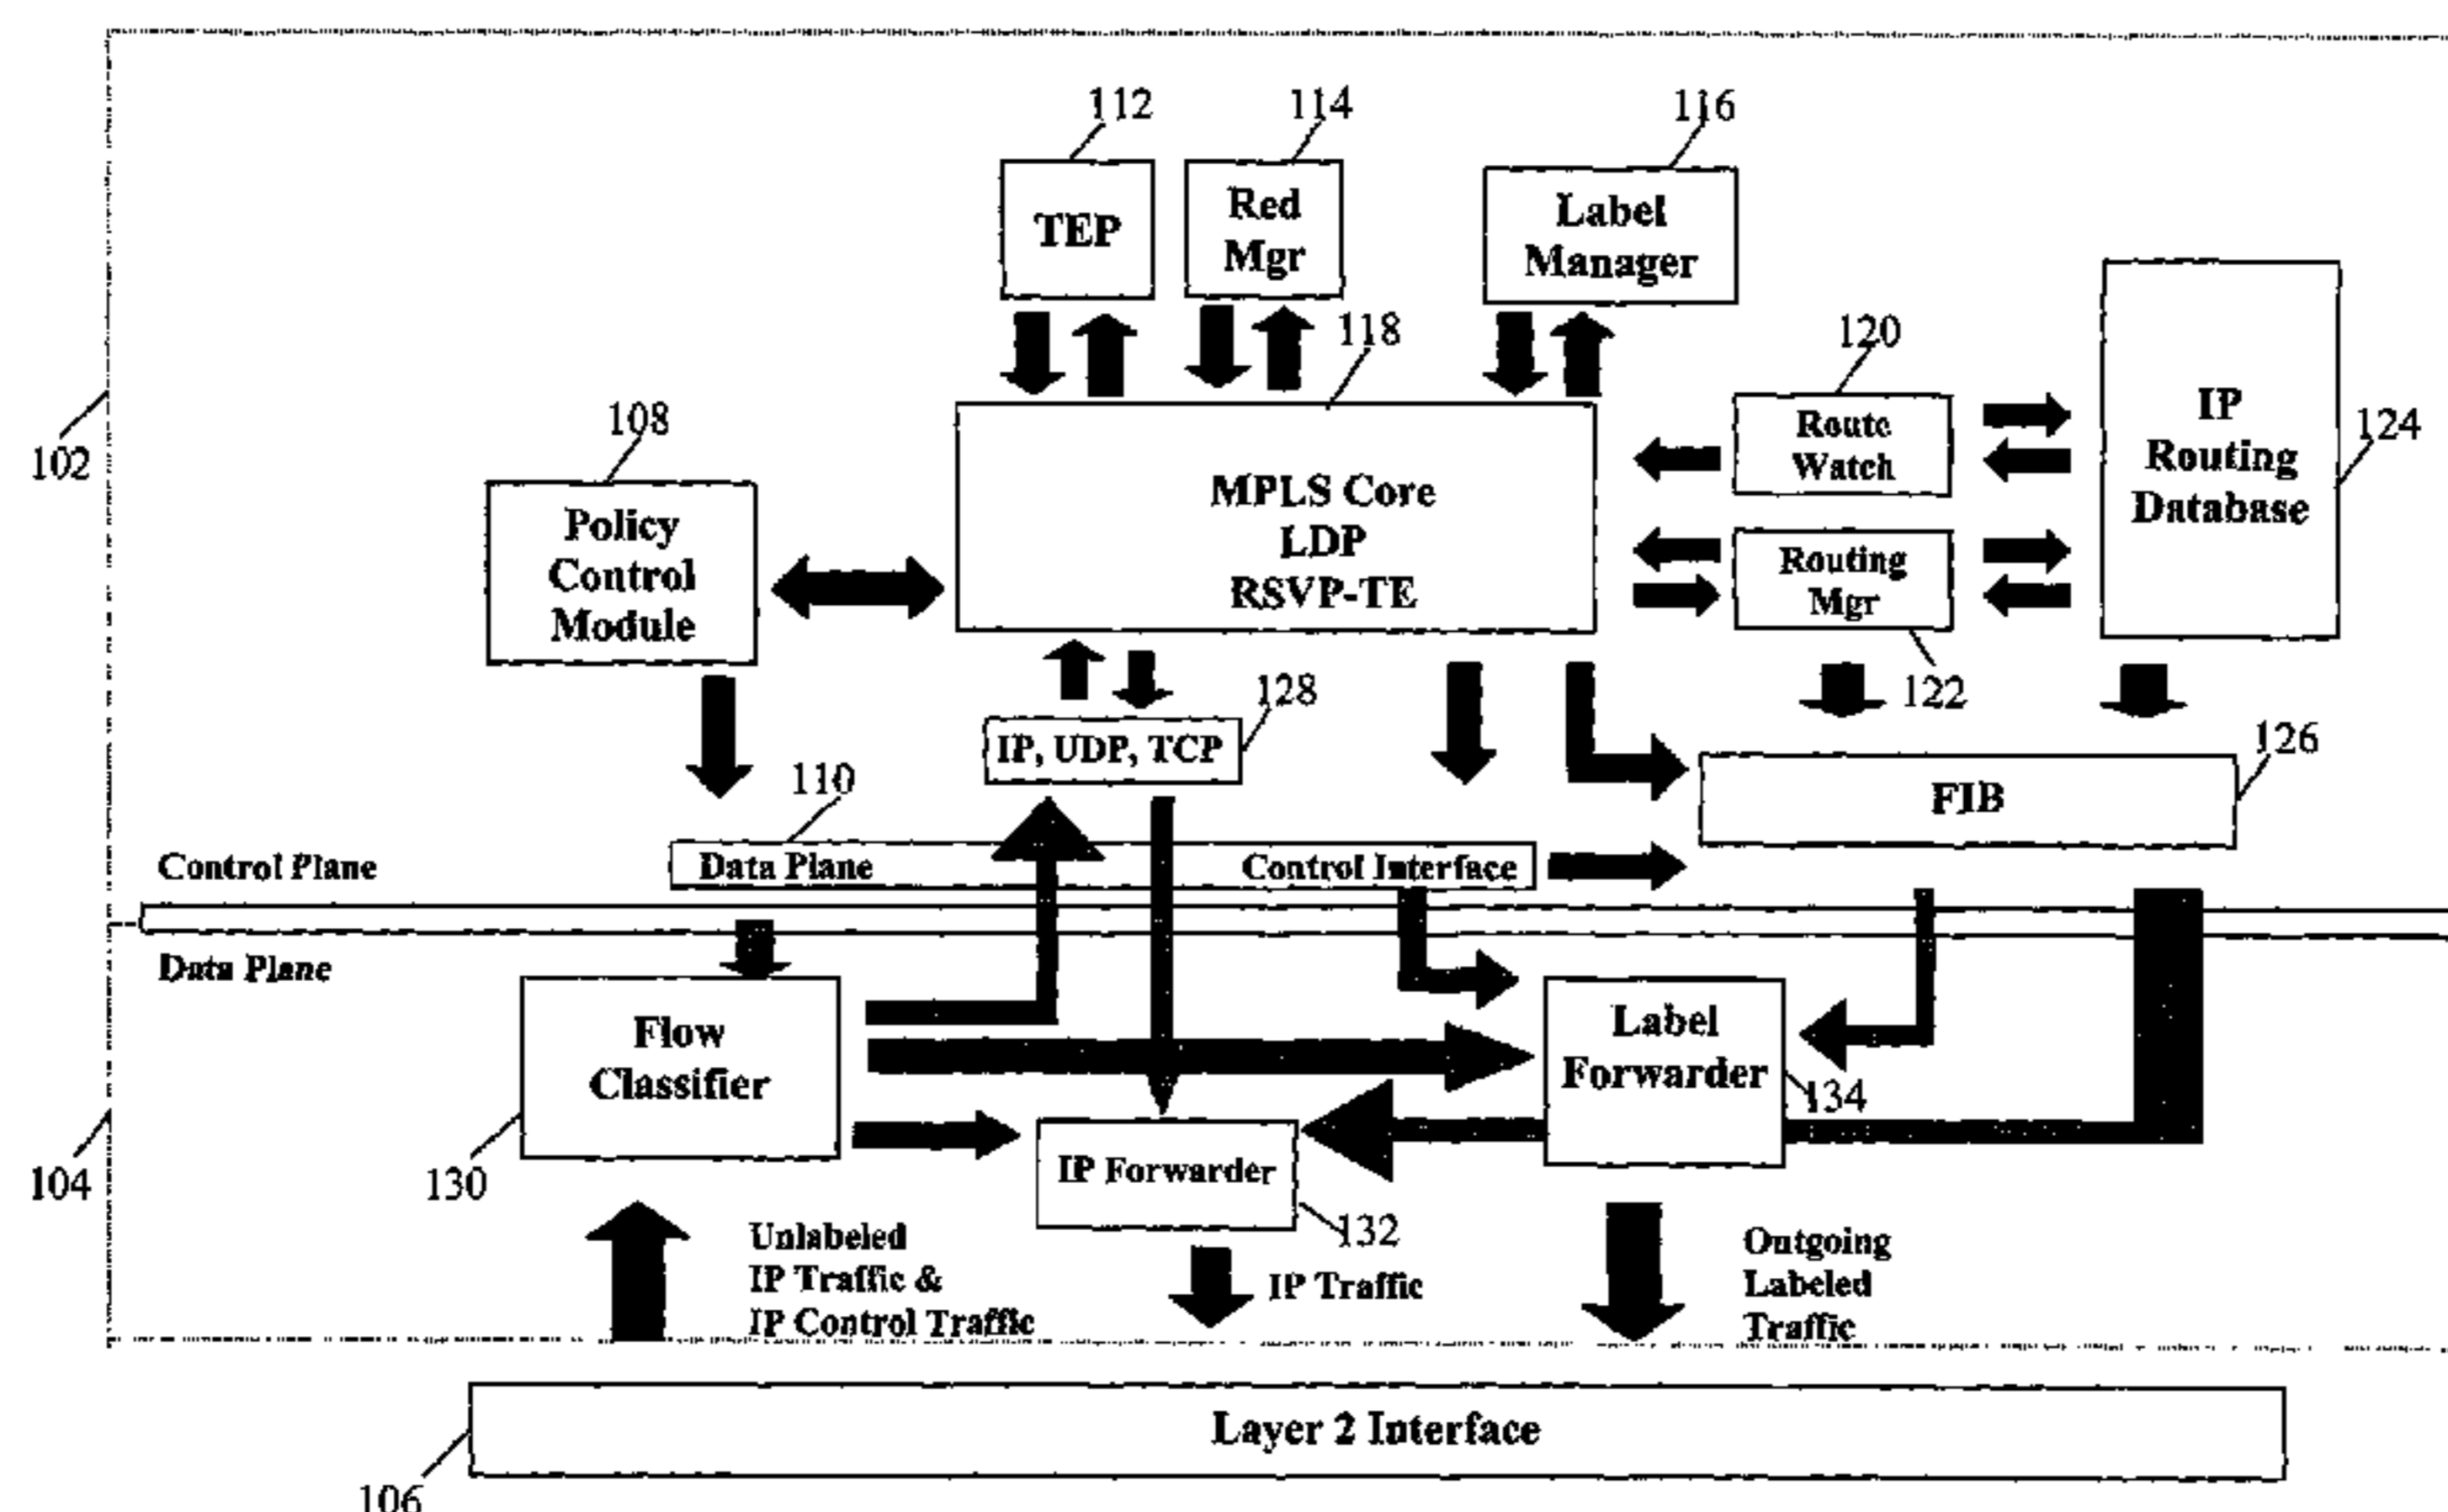 112
114
116
TEP
Red
Mgr
Label
Manager
118
120
124
102
108
Policy
Control
Module
MPLS Core
LDP
RSVP-TE
Route
Watch
Routing
Mgr
122
IP
Routing
Database
128
IP, UDP, TCP
110
126
FIB
Control Plane
Data Plane
Control Interface
Data Plane
Flow
Classifier
130
104
Label
Forwarder
134
IP Forwarder
132
Unlabeled
IP Traffic &
IP Control Traffic
IP Traffic
Outgoing
Labeled
Traffic
Layer 2 Interface
106